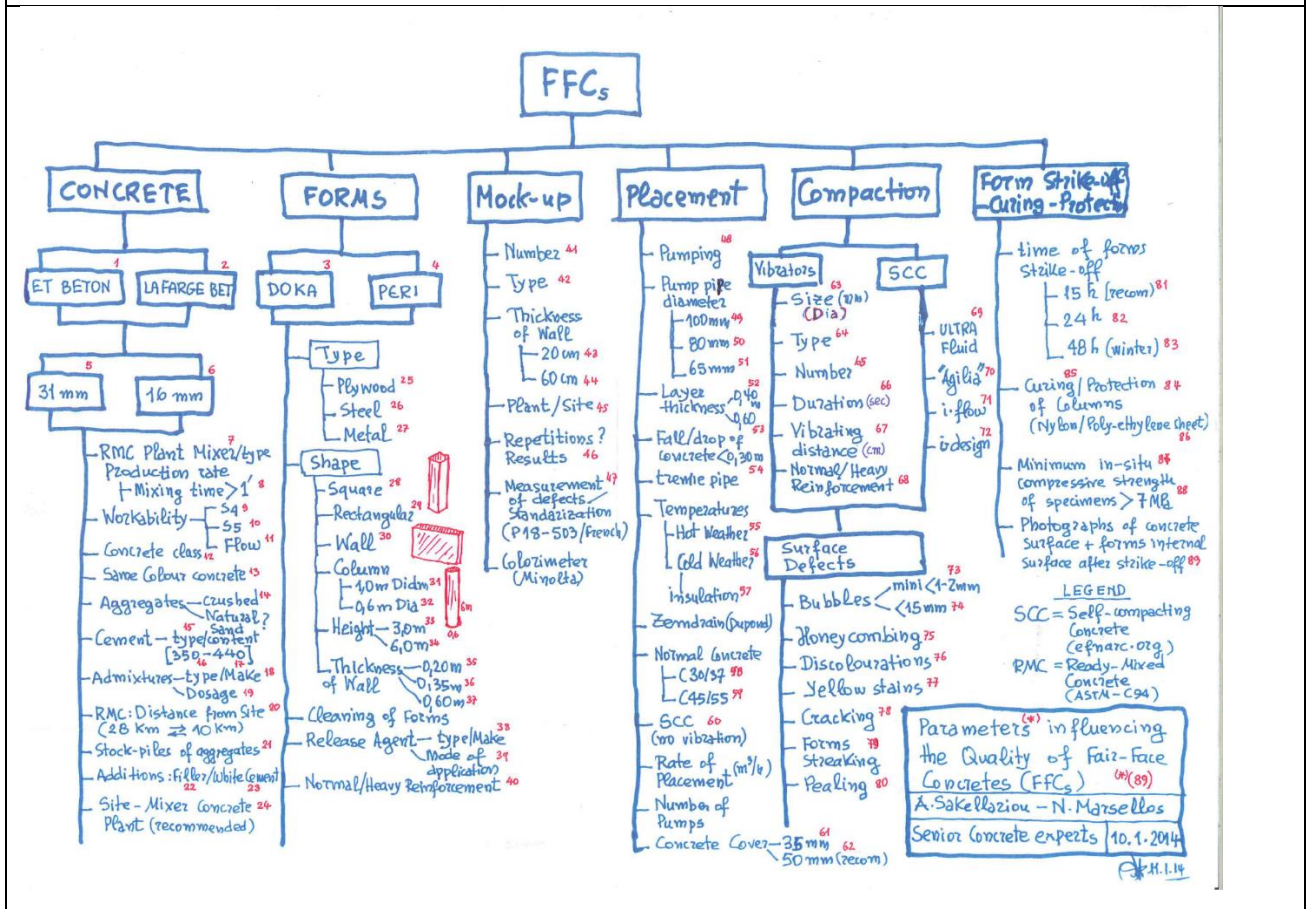 FFCs
CONCRETE
1 2
ET BETON LAFARGE BET
5 6
31 mm 16 mm
RMC Plant Mixer/type 7
Production rate
Mixing time > 1' 8
Workability S4 9
S5 10
Flow 11
Concrete class 12
Same Colour concrete 13
Aggregates - Crushed 14
Natural?
15 Sand
Cement - type/content
[350-440]
16 17
Admixtures - type/Make 18
Dosage 19
RMC: Distance from Site 20
(28 Km ⇄ 10 Km)
Stock-piles of aggregates 21
Additions: Filler/White Cement
22 23
Site - Mixer Concrete 24
Plant (recommended)
FORMS
3 4
DOKA PERI
Type
Plywood 25
Steel 26
Metal 27
Shape
Square 28
Rectangular 29
Wall 30
Column
1,0m Diam 31
0,6m Dia 32
Height - 3,0m 33
6,0m 34
6m
0,6
Thickness - 0,20m 35
of Wall 0,35m 36
0,60m 37
Cleaning of Forms
Release Agent - type/Make 38
Mode of 39
application
Normal/Heavy Reinforcement 40
Mock-up
Number 41
Type 42
Thickness
of Wall
20 cm 43
60 cm 44
Plant/Site 45
Repetitions?
Results 46
Measurement 47
of defects/
Standarization
(P18-503/French)
Colorimeter
(Minolta)
Placement
Pumping 48
Pump pipe
diameter
100mm 49
80mm 50
65mm 51
Layer 52
thickness 0,40
m
0,60
Fall/drop of 53
concrete < 0,30m
tremie pipe 54
Temperatures
Hot Weather 55
Cold Weather 56
insulation 57
Zemdrain (Dupond)
Normal Concrete
C30/37 58
C45/55 59
SCC 60
(no vibration)
Rate of
Placement (m³/h)
Number of
Pumps
Concrete Cover - 35mm 61
50mm (recom) 62
Compaction
Vibrators SCC
63
Size (mm)
(Dia)
Type 64
Number 65
66
Duration (sec)
Vibrating 67
distance (cm)
Normal/Heavy
Reinforcement 68
69
ULTRA
Fluid
"Agilia" 70
i.flow 71
i.design 72
Surface
Defects
73
Bubbles mini < 1-2mm
< 15mm 74
Honeycombing 75
Discolourations 76
Yellow stains 77
Cracking 78
Forms 79
Streaking
Pealing 80
Form Strike-off
-Curing-Protection
time of forms
Strike-off
15 h (recom) 81
24 h 82
48 h (winter) 83
85
Curing/Protection 84
of Columns
(Nylon/Poly-ethylene sheet)
86
Minimum in-situ
compressive strength
of specimens > 7 MPa 88
Photographs of concrete
Surface + forms internal
Surface after strike-off 89
LEGEND
SCC = Self-compacting
Concrete
(efnarc.org)
RMC = Ready-Mixed
Concrete
(ASTM-C94)
Parameters (*) influencing
the Quality of Fair-Face
Concretes (FFCs) (*)(89)
A. Sakellariou - N. Marsellos
Senior Concrete experts 10.1.2014
11.1.14